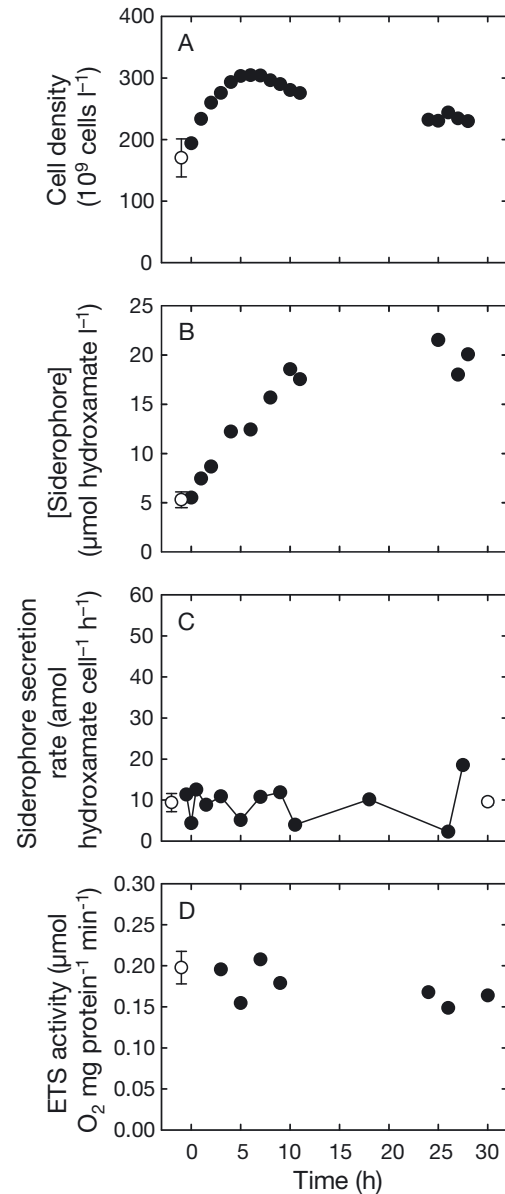 A
Cell density
(10⁹ cells l⁻¹)
400
300
200
100
0
B
[Siderophore]
(µmol hydroxamate l⁻¹)
25
20
15
10
5
0
C
Siderophore secretion
rate (amol
hydroxamate cell⁻¹ h⁻¹)
60
50
40
30
20
10
0
D
ETS activity (µmol
O₂ mg protein⁻¹ min⁻¹)
0.30
0.25
0.20
0.15
0.10
0.05
0.00
0 5 10 15 20 25 30
Time (h)